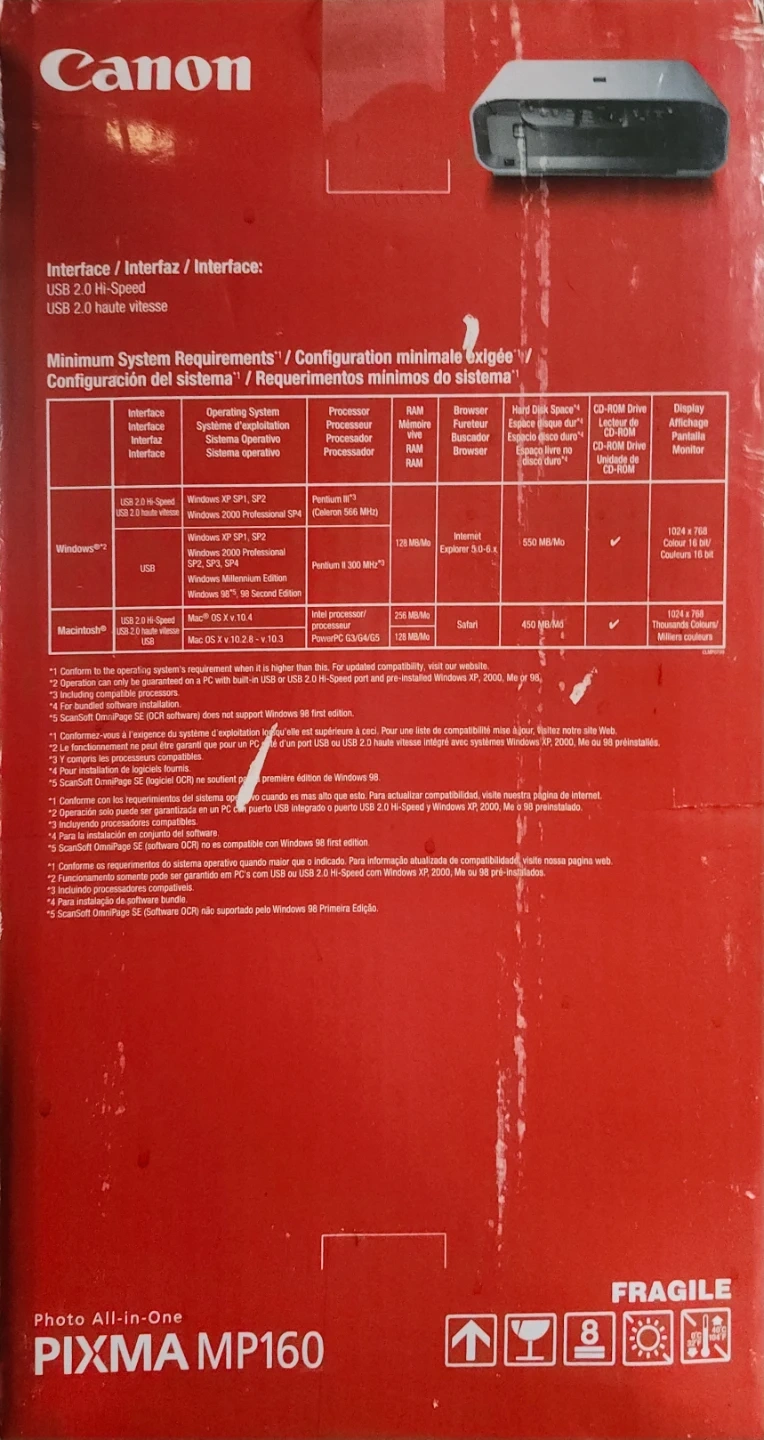 Canon
Interface / Interfaz / Interface:
USB 2.0 Hi-Speed
USB 2.0 haute vitesse
Minimum System Requirements*1 / Configuration minimale exigée*1 /
Configuración del sistema*1 / Requerimentos mínimos do sistema*1
Interface Operating System Processor RAM Browser Hard Disk Space*4 CD-ROM Drive Display
Interface Système d'exploitation Processeur Mémoire vive Fureteur Espace disque dur*4 Lecteur de CD-ROM Affichage
Interfaz Sistema Operativo Procesador RAM Buscador Espacio disco duro*4 CD-ROM Drive Pantalla
Interface Sistema operativo Processador RAM Browser Espaço livre no disco duro*4 Unidade de CD-ROM Monitor
Windows®*2
USB 2.0 Hi-Speed
USB 2.0 haute vitesse
Windows XP SP1, SP2
Windows 2000 Professional SP4
Pentium III*3
(Celeron 566 MHz)
USB
Windows XP SP1, SP2
Windows 2000 Professional
SP2, SP3, SP4
Windows Millennium Edition
Windows 98*5, 98 Second Edition
Pentium II 300 MHz*3
128 MB/Mo
Internet
Explorer 5.0-6.x
550 MB/Mo
✓
1024 x 768
Colour 16 bit/
Couleurs 16 bit
Macintosh®
USB 2.0 Hi-Speed
USB 2.0 haute vitesse
USB
Mac® OS X v.10.4
Intel processor/
processeur
256 MB/Mo
Mac OS X v.10.2.8 - v.10.3
PowerPC G3/G4/G5
128 MB/Mo
Safari
450 MB/Mo
✓
1024 x 768
Thousands Colours/
Milliers couleurs
*1 Conform to the operating system's requirement when it is higher than this. For updated compatibility, visit our website.
*2 Operation can only be guaranteed on a PC with built-in USB or USB 2.0 Hi-Speed port and pre-installed Windows XP, 2000, Me or 98.
*3 Including compatible processors.
*4 For bundled software installation.
*5 ScanSoft OmniPage SE (OCR software) does not support Windows 98 first edition.
*1 Conformez-vous à l'exigence du système d'exploitation lorsqu'elle est supérieure à ceci. Pour une liste de compatibilité mise à jour, visitez notre site Web.
*2 Le fonctionnement ne peut être garanti que pour un PC d'un port USB ou USB 2.0 haute vitesse intégré avec systèmes Windows XP, 2000, Me ou 98 préinstallés.
*3 Y compris les processeurs compatibles.
*4 Pour installation de logiciels fournis.
*5 ScanSoft OmniPage SE (logiciel OCR) ne soutient première édition de Windows 98.
*1 Conforme con los requerimientos del sistema operativo cuando es mas alto que esto. Para actualizar compatibilidad, visite nuestra página de internet.
*2 Operación solo puede ser garantizada en un PC con puerto USB integrado o puerto USB 2.0 Hi-Speed y Windows XP, 2000, Me o 98 preinstalado.
*3 Incluyendo procesadores compatibles.
*4 Para la instalación en conjunto del software.
*5 ScanSoft OmniPage SE (software OCR) no es compatible con Windows 98 first edition.
*1 Conforme os requerimentos do sistema operativo quando maior que o indicado. Para informação atualizada de compatibilidade, visite nossa pagina web.
*2 Funcionamento somente pode ser garantido em PC's com USB ou USB 2.0 Hi-Speed com Windows XP, 2000, Me ou 98 pré-instalados.
*3 Incluindo processadores compatíveis.
*4 Para instalação de software bundle.
*5 ScanSoft OmniPage SE (Software OCR) não suportado pelo Windows 98 Primeira Edição.
FRAGILE
Photo All-in-One
PIXMA MP160
8
0°C
32°F
40°C
104°F